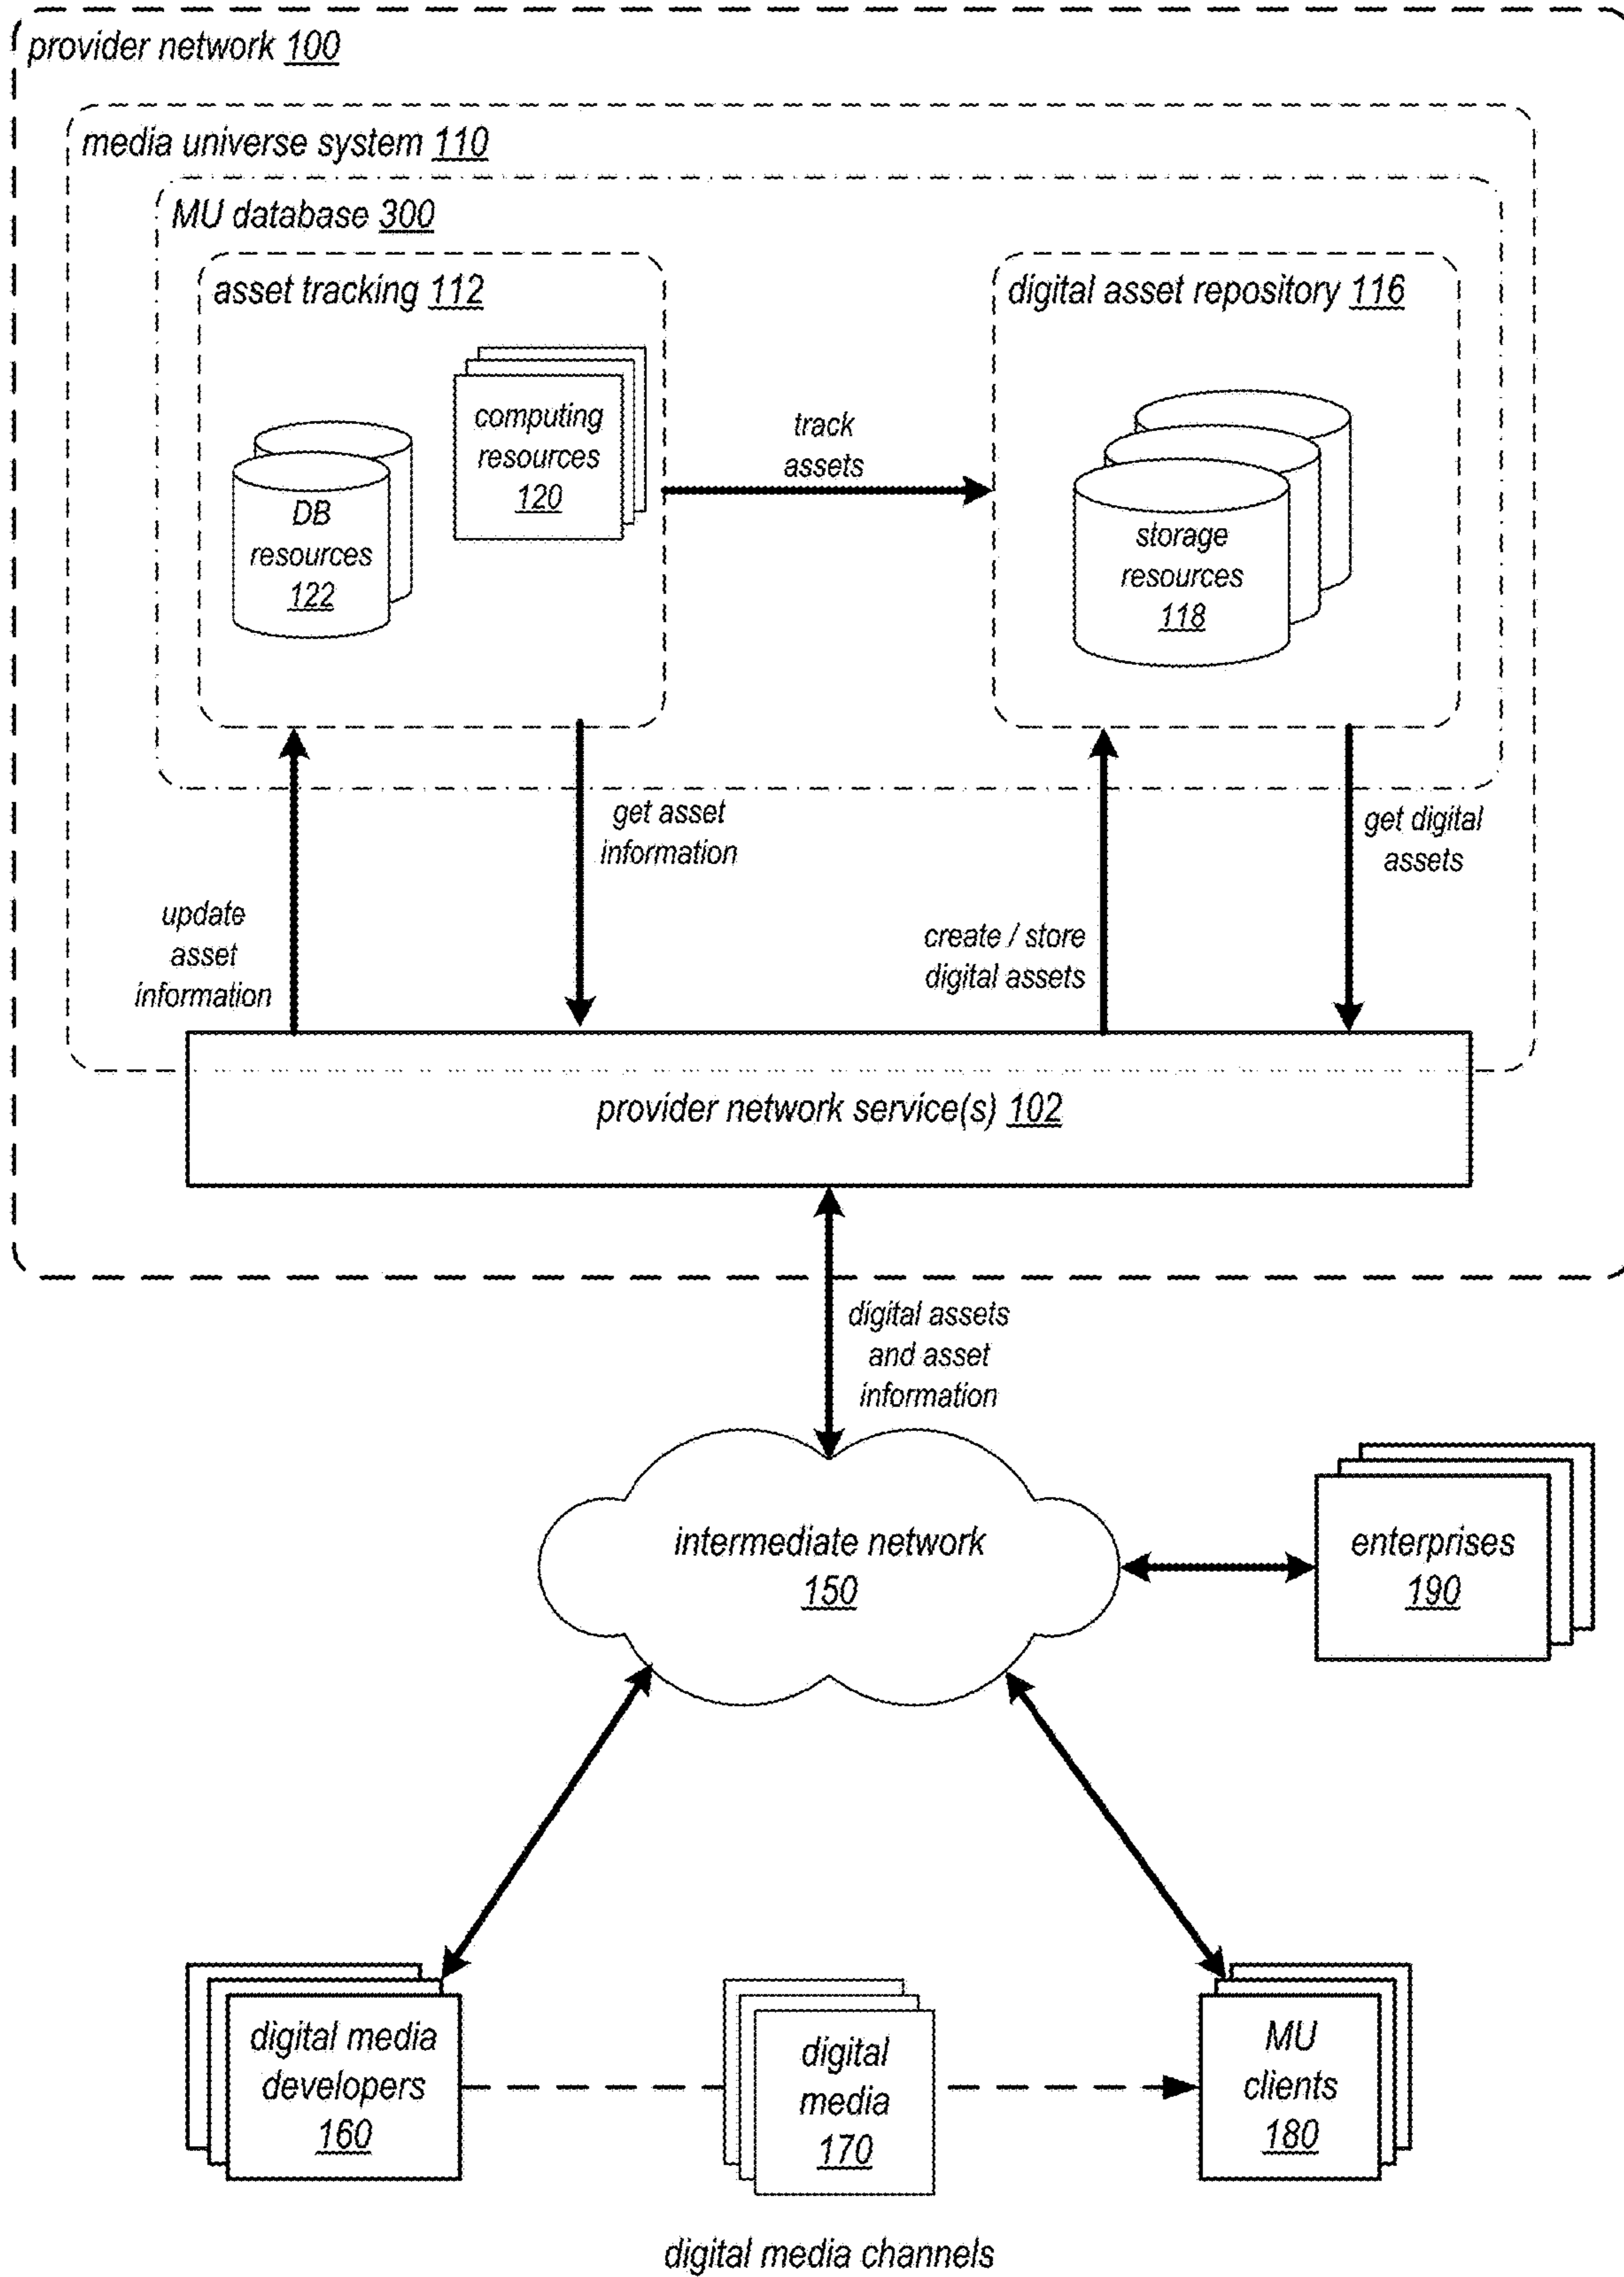 provider network 100
media universe system 110
MU database 300
asset tracking 112
digital asset repository 116
computing
resources
120
DB
resources
122
track
assets
storage
resources
118
get asset
information
get digital
assets
update
asset
information
create / store
digital assets
provider network service(s) 102
digital assets
and asset
information
intermediate network
150
enterprises
190
digital media
developers
160
digital
media
170
MU
clients
180
digital media channels